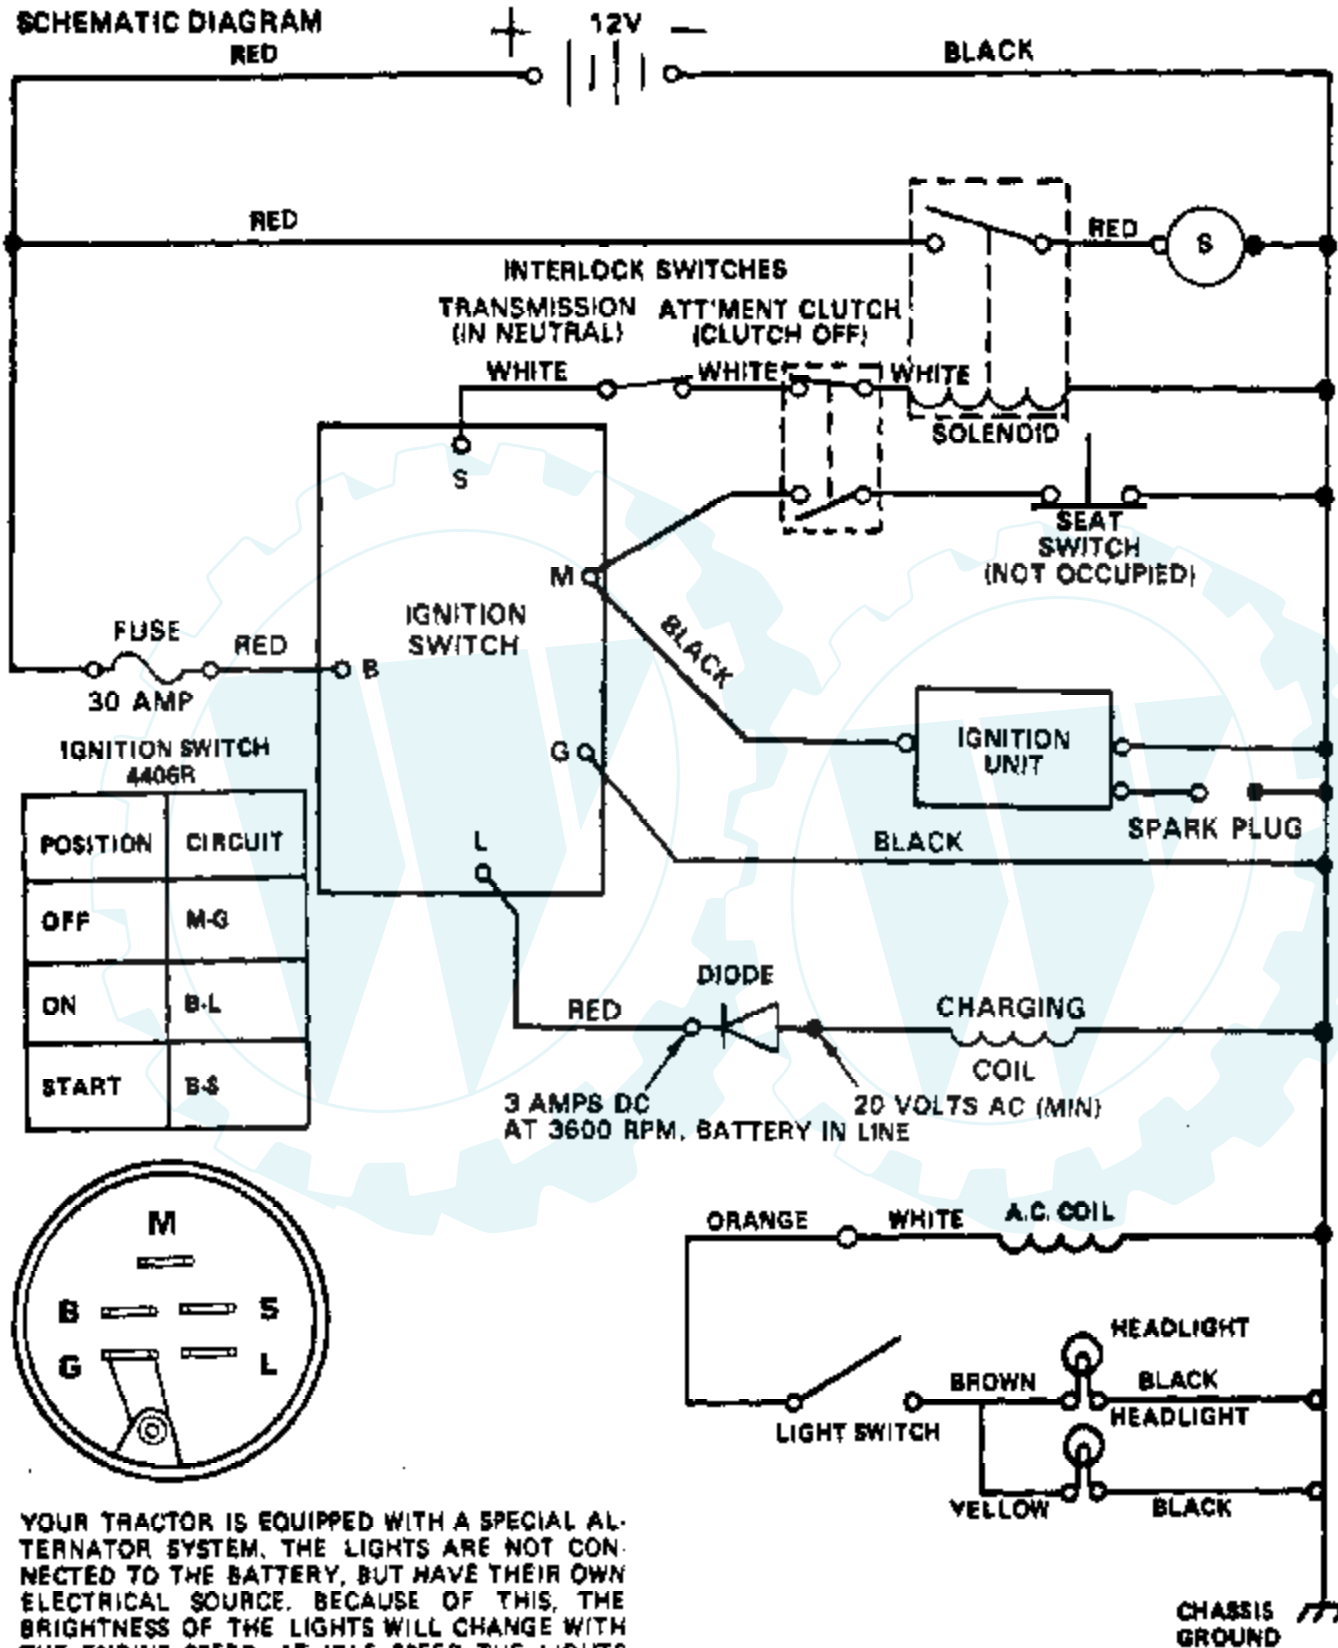 SCHEMATIC DIAGRAM
+ 12V −
RED
BLACK
RED
RED
S
INTERLOCK SWITCHES
TRANSMISSION
(IN NEUTRAL)
ATT'MENT CLUTCH
(CLUTCH OFF)
WHITE
WHITE
WHITE
SOLENOID
S
SEAT
SWITCH
(NOT OCCUPIED)
M
IGNITION
SWITCH
BLACK
FUSE
RED
B
30 AMP
G
IGNITION
UNIT
SPARK PLUG
BLACK
L
IGNITION SWITCH
4406R
POSITION CIRCUIT
OFF M-G
ON B-L
START B-S
DIODE
RED
CHARGING
COIL
3 AMPS DC
AT 3600 RPM, BATTERY IN LINE
20 VOLTS AC (MIN)
M
B S
G L
ORANGE
WHITE
A.C. COIL
HEADLIGHT
BROWN
BLACK
HEADLIGHT
LIGHT SWITCH
YELLOW
BLACK
YOUR TRACTOR IS EQUIPPED WITH A SPECIAL AL-
TERNATOR SYSTEM. THE LIGHTS ARE NOT CON-
NECTED TO THE BATTERY, BUT HAVE THEIR OWN
ELECTRICAL SOURCE. BECAUSE OF THIS, THE
BRIGHTNESS OF THE LIGHTS WILL CHANGE WITH
CHASSIS
GROUND